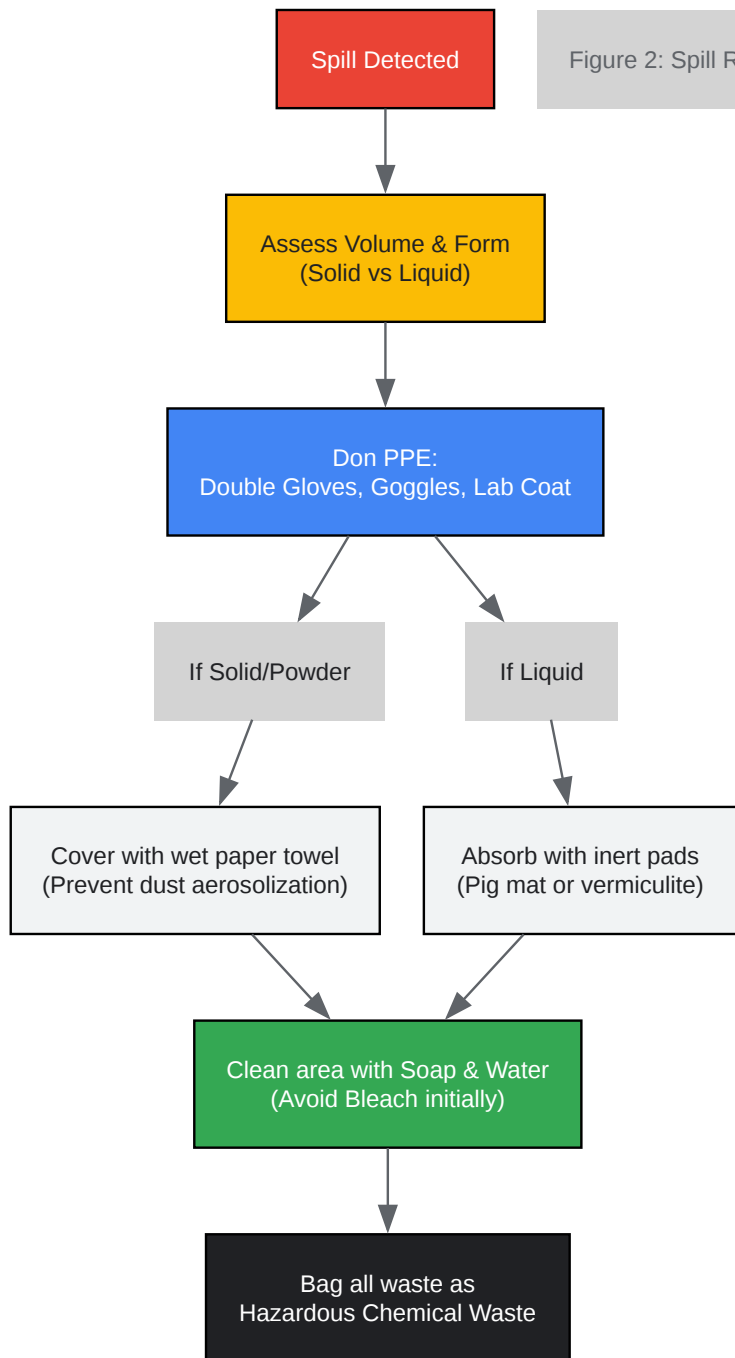 Spill Detected
Figure 2: Spill
Assess Volume & Form
(Solid vs Liquid)
Don PPE:
Double Gloves, Goggles, Lab Coat
If Solid/Powder
If Liquid
Cover with wet paper towel
(Prevent dust aerosolization)
Absorb with inert pads
(Pig mat or vermiculite)
Clean area with Soap & Water
(Avoid Bleach initially)
Bag all waste as
Hazardous Chemical Waste